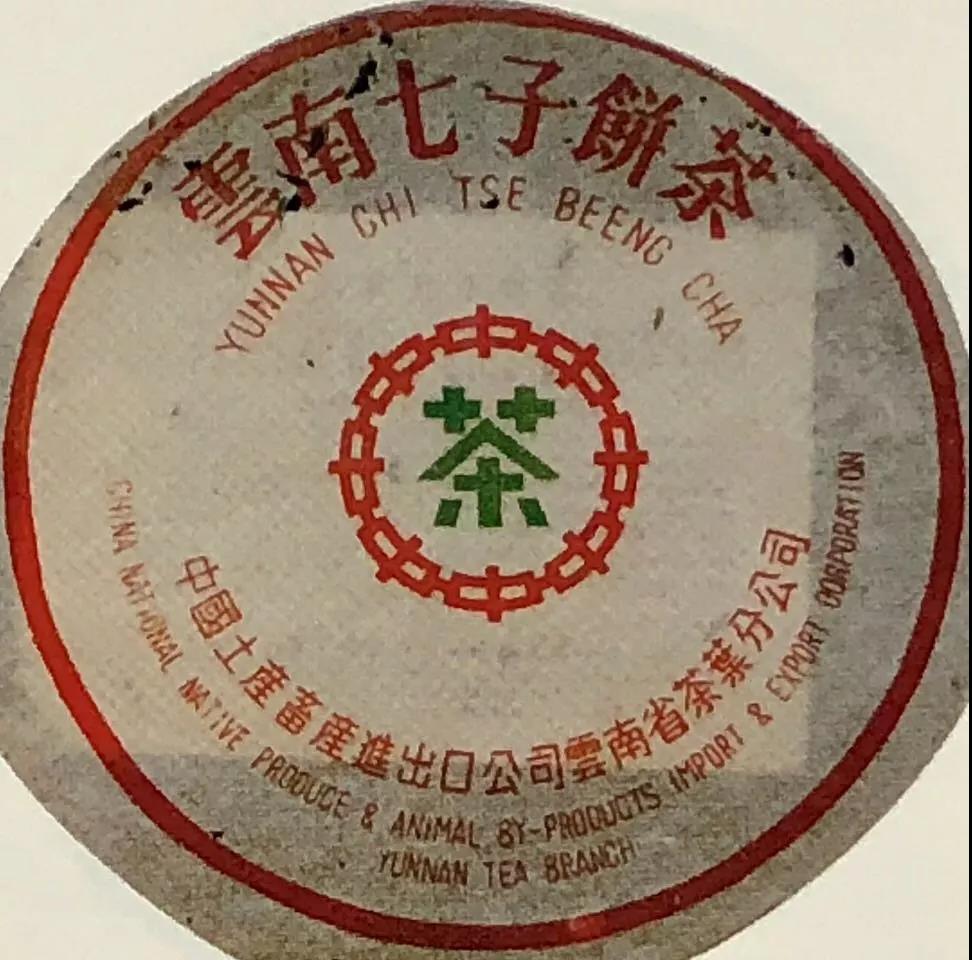 雲南七子餅茶
YUNNAN CHI TSE BEENG CHA
茶
中國土產畜產進出口公司雲南省茶葉分公司
CHINA NATIONAL NATIVE PRODUCE & ANIMAL BY-PRODUCTS IMPORT & EXPORT CORPORATION
YUNNAN TEA BRANCH